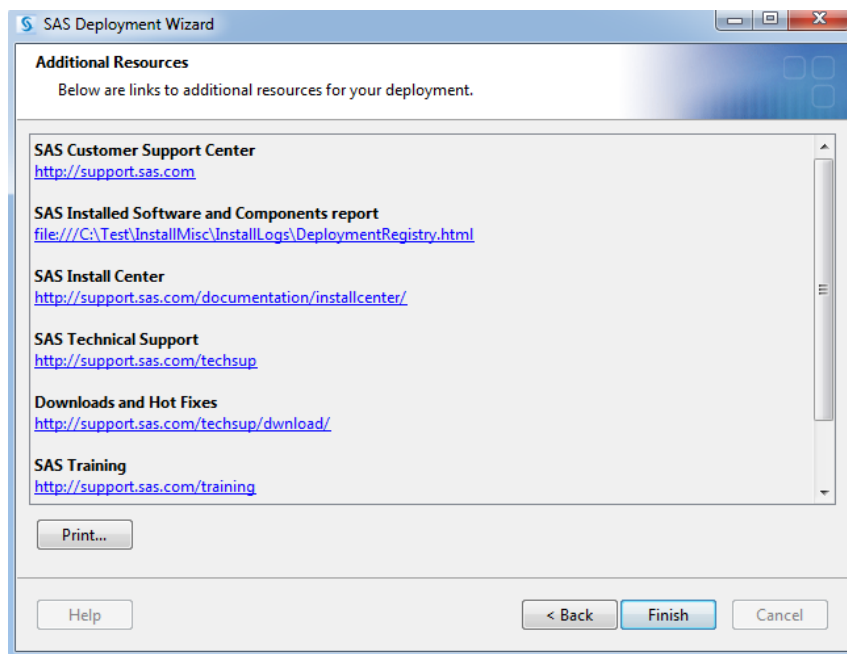 SAS Deployment Wizard
Additional Resources
Below are links to additional resources for your deployment.
SAS Customer Support Center
http://support.sas.com
SAS Installed Software and Components report
file:///C:\Test\InstallMisc\InstallLogs\DeploymentRegistry.html
SAS Install Center
http://support.sas.com/documentation/installcenter/
SAS Technical Support
http://support.sas.com/techsup
Downloads and Hot Fixes
http://support.sas.com/techsup/dwnload/
SAS Training
http://support.sas.com/training
Print...
Help
< Back
Finish
Cancel